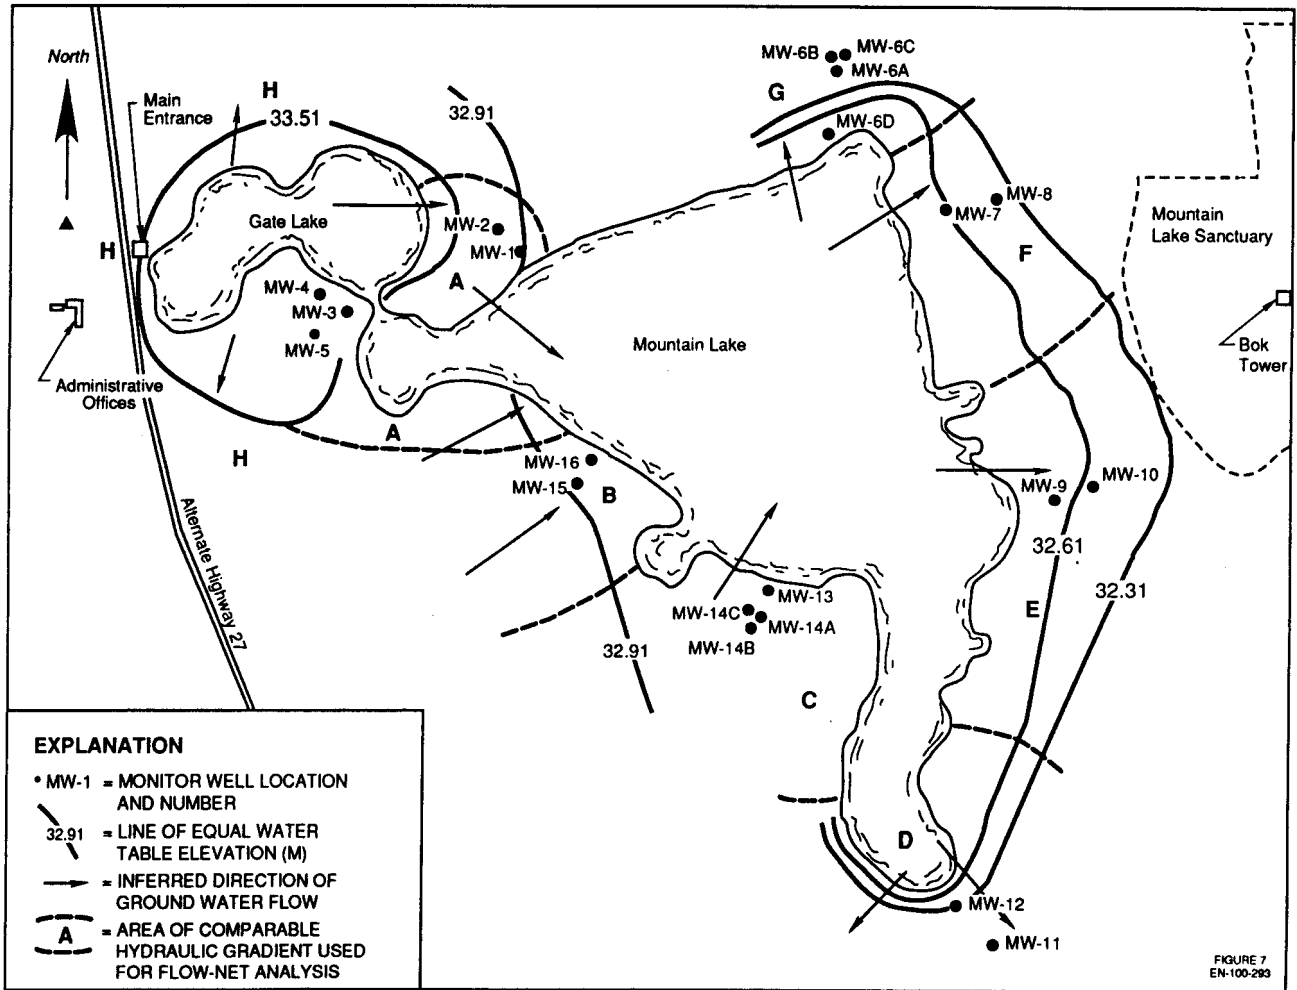 North
Main
Entrance
H
33.51
32.91
MW-6B
MW-6C
MW-6A
G
MW-6D
MW-8
MW-7
Mountain
Lake Sanctuary
Gate Lake
MW-2
MW-1
H
A
F
MW-4
MW-3
MW-5
Mountain Lake
Bok
Tower
Administrative
Offices
A
H
MW-16
MW-15
B
MW-9
MW-10
32.61
32.31
Alternate Highway 27
MW-13
MW-14C
MW-14A
MW-14B
E
32.91
C
D
MW-12
MW-11
EXPLANATION
MW-1 = MONITOR WELL LOCATION
AND NUMBER
32.91 = LINE OF EQUAL WATER
TABLE ELEVATION (M)
= INFERRED DIRECTION OF
GROUND WATER FLOW
A = AREA OF COMPARABLE
HYDRAULIC GRADIENT USED
FOR FLOW-NET ANALYSIS
FIGURE 7
EN-100-293